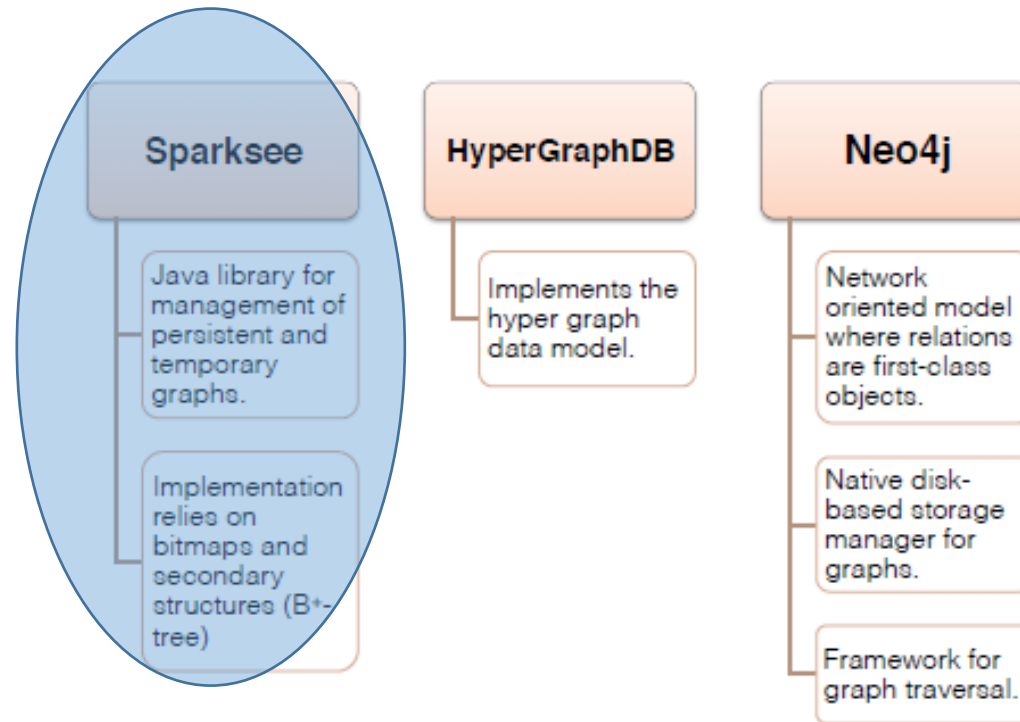 Sparksee
Java library for
management of
persistent and
temporary
graphs.
Implementation
relies on
bitmaps and
secondary
structures (B+-
tree)
HyperGraphDB
Implements the
hyper graph
data model.
Neo4j
Network
oriented model
where relations
are first-class
objects.
Native disk-
based storage
manager for
graphs.
Framework for
graph traversal.